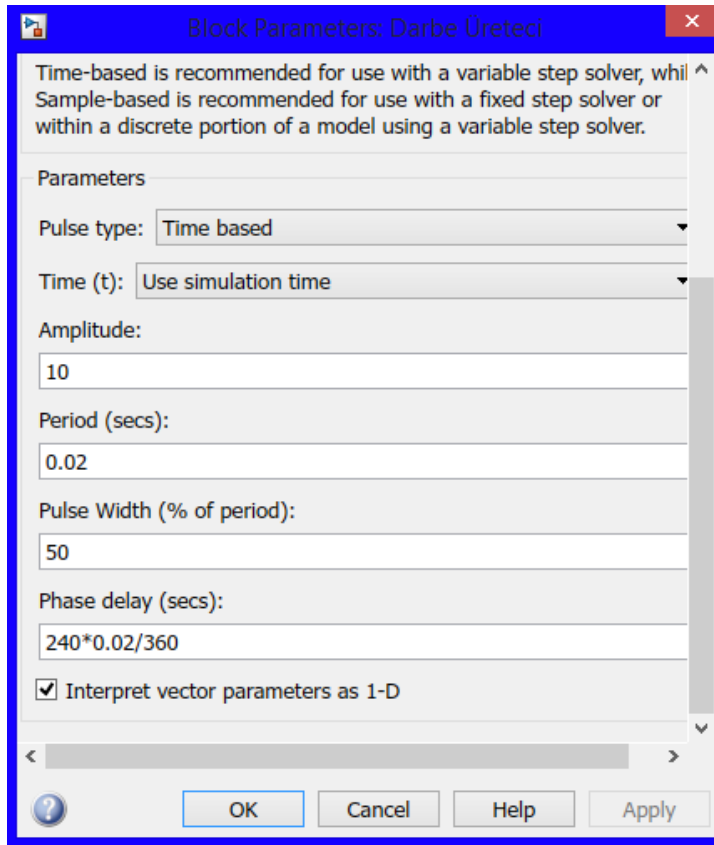 Block Parameters: Darbe Üreteci
Time-based is recommended for use with a variable step solver, whil
Sample-based is recommended for use with a fixed step solver or
within a discrete portion of a model using a variable step solver.
Parameters
Pulse type: Time based
Time (t): Use simulation time
Amplitude:
10
Period (secs):
0.02
Pulse Width (% of period):
50
Phase delay (secs):
240*0.02/360
Interpret vector parameters as 1-D
OK Cancel Help Apply